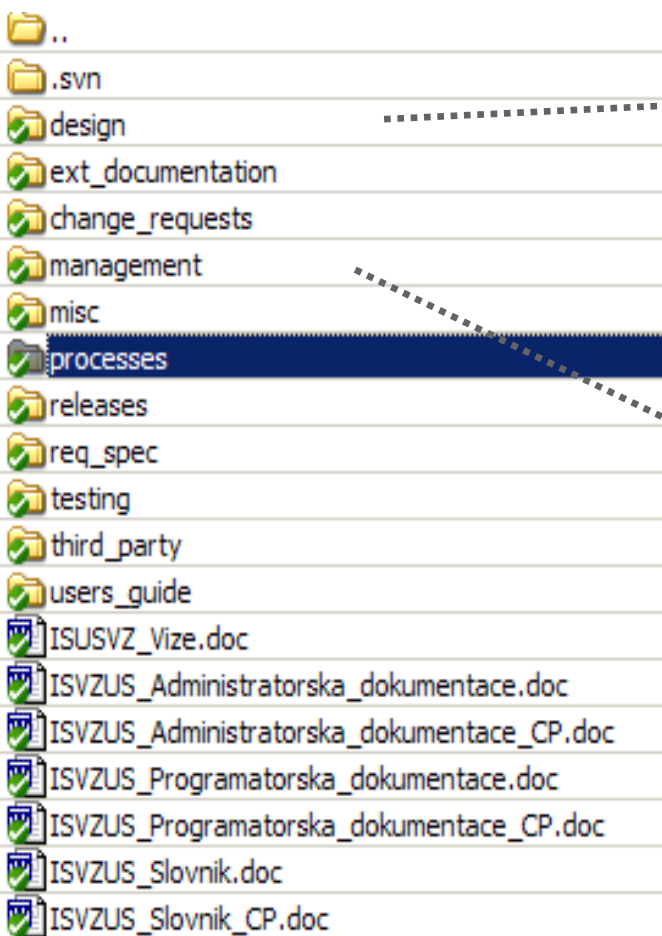 ..
.svn
design
ext_documentation
change_requests
management
misc
processes
releases
req_spec
testing
third_party
users_guide
ISUSVZ_Vize.doc
ISVZUS_Administratorska_dokumentace.doc
ISVZUS_Administratorska_dokumentace_CP.doc
ISVZUS_Programatorska_dokumentace.doc
ISVZUS_Programatorska_dokumentace_CP.doc
ISVZUS_Slovnik.doc
ISVZUS_Slovnik_CP.doc